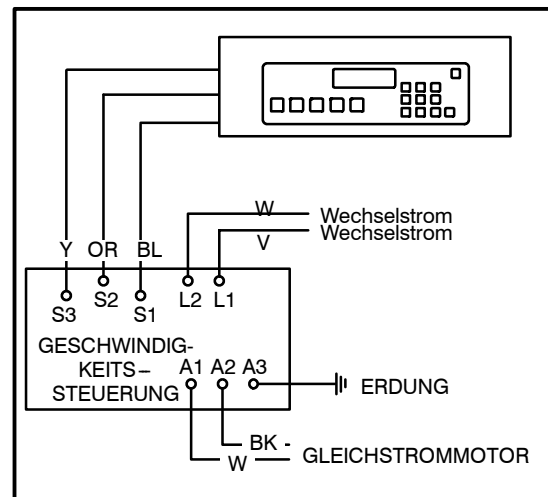 W
Wechselstrom
V
Wechselstrom
Y OR BL
S3 S2 S1 L2 L1
GESCHWINDIG-
KEITS–
STEUERUNG
A1 A2 A3
ERDUNG
BK
W
GLEICHSTROMMOTOR